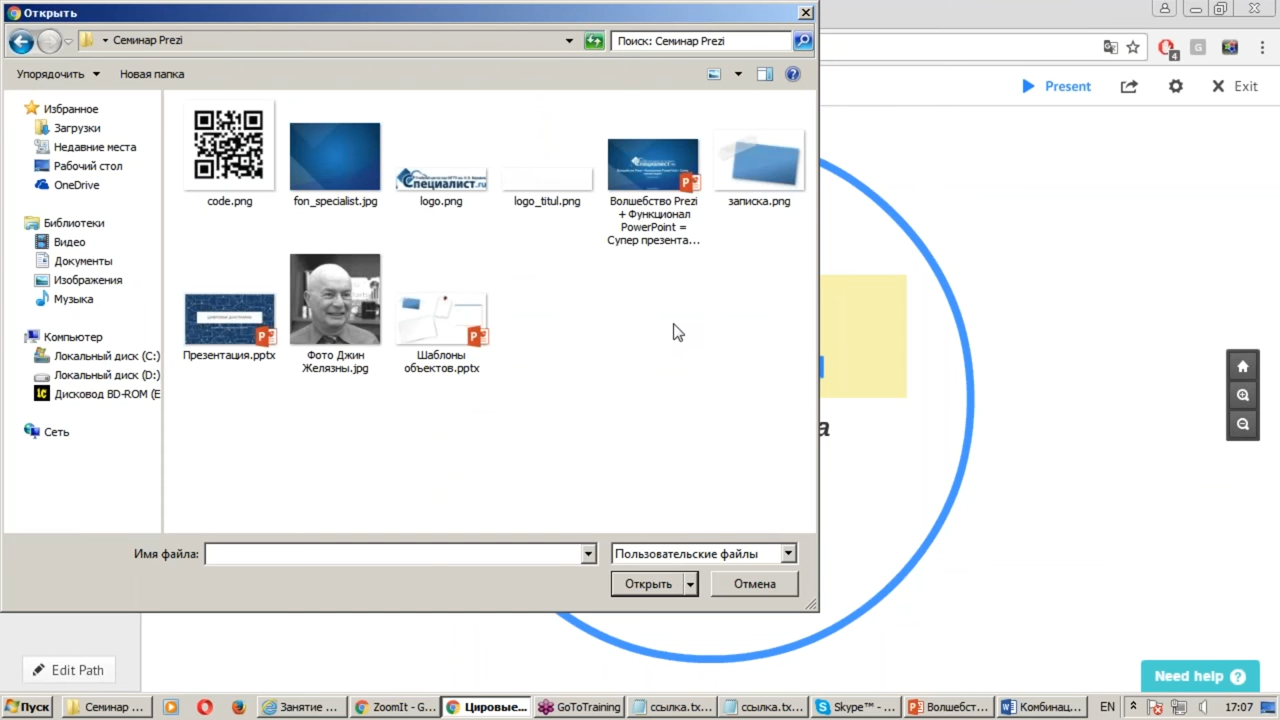 Открыть
Семинар Prezi
Поиск: Семинар Prezi
4
G
Упорядочить
Новая папка
Present
Exit
Избранное
Загрузки
Недавние места
Рабочий стол
OneDrive
Библиотеки
Видео
Документы
Изображения
Музыка
Компьютер
Локальный диск (C:)
Локальный диск (D:)
Дисковод BD-ROM (E
Сеть
Специалист.ru
code.png
fon_specialist.jpg
logo.png
logo_titul.png
Волшебство Prezi
+ Функционал
PowerPoint =
Супер презента...
записка.png
Презентация.pptx
Фото Джин
Желязны.jpg
Шаблоны
объектов.pptx
а
Имя файла:
Пользовательские файлы
Открыть
Отмена
Edit Path
Need help ?
Пуск
Семинар ...
Занятие ...
ZoomIt - G...
Цировые...
GoToTraining
ссылка.tx...
ссылка.tx...
Skype™ - ...
Волшебст...
Комбинац...
EN
17:07